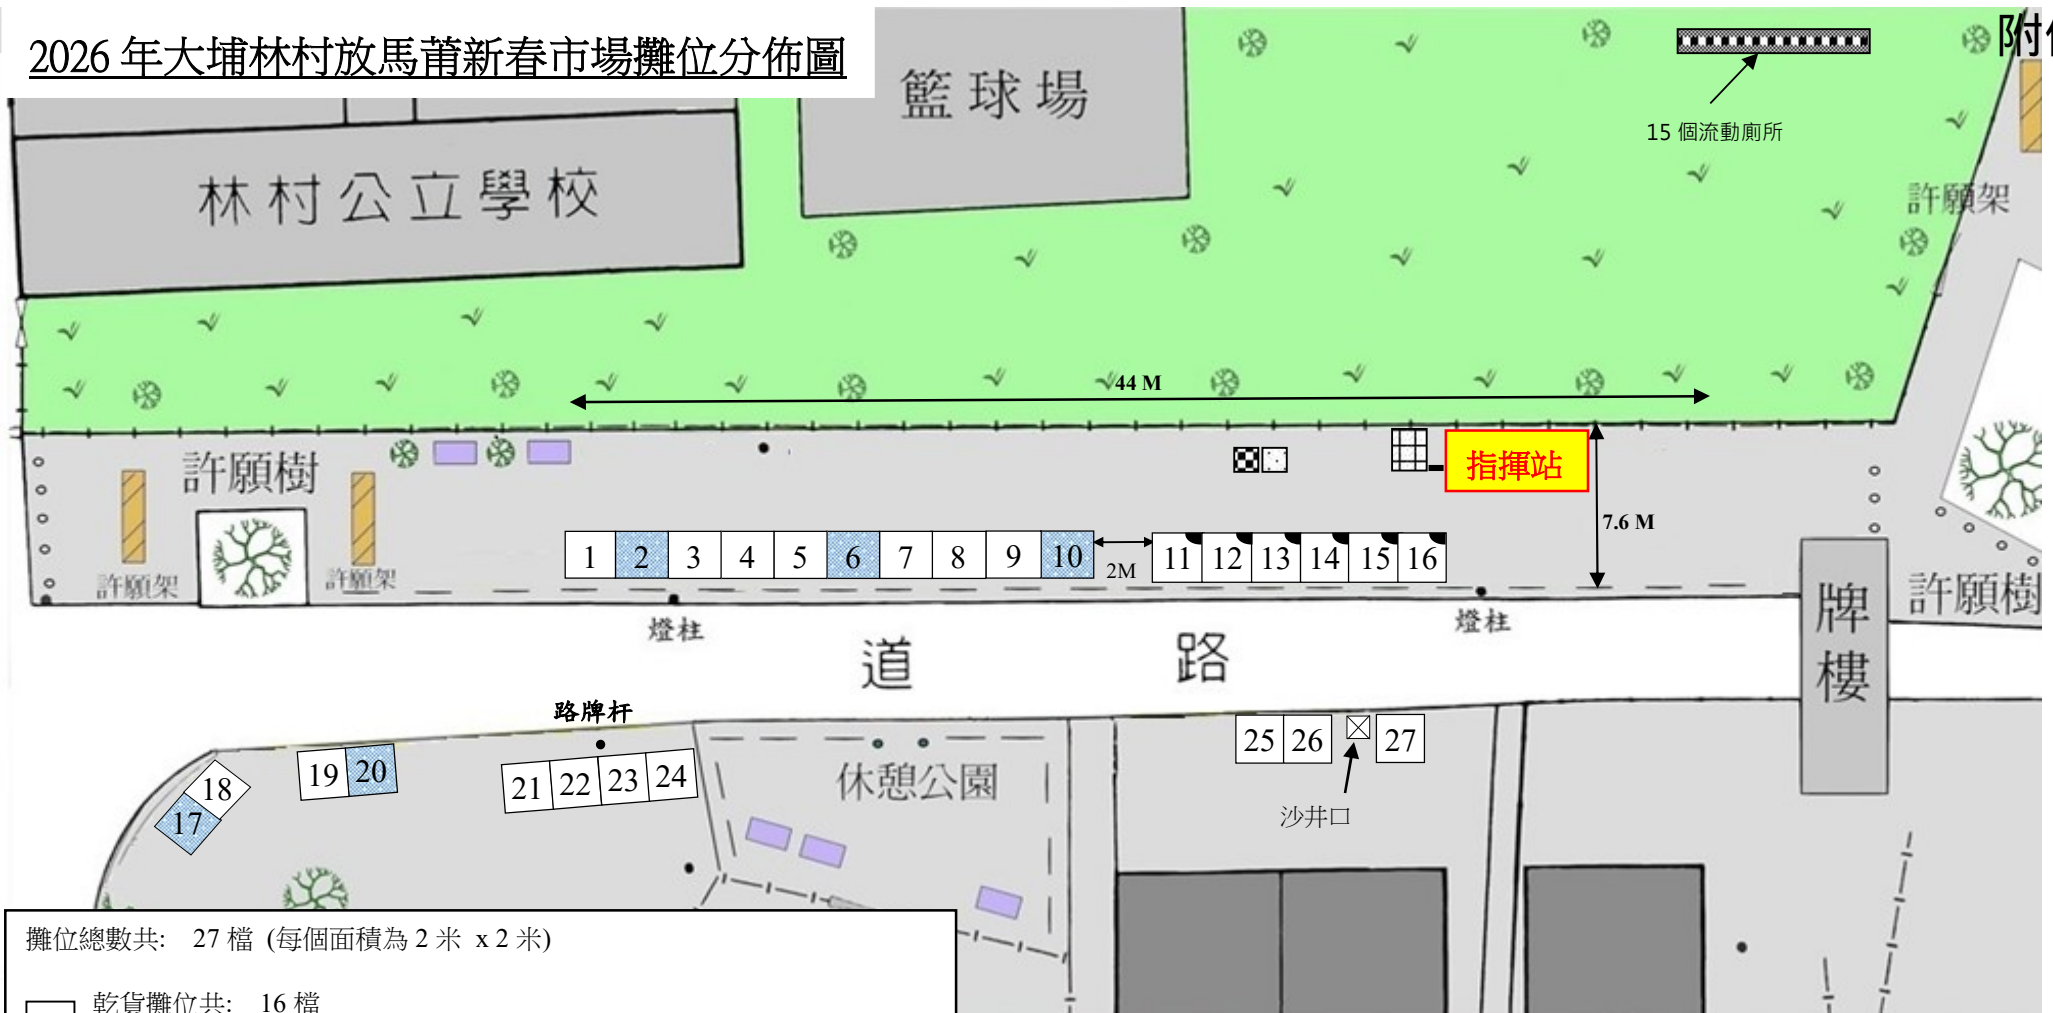 2026 年大埔林村放馬莆新春市場攤位分佈圖
附
籃球場
15 個流動廁所
林村公立學校
許願架
44 M
許願樹
指揮站
7.6 M
1 2 3 4 5 6 7 8 9 10
2M
11 12 13 14 15 16
許願架
許願架
許願樹
牌樓
燈柱
燈柱
道路
路牌杆
17 18 19 20 21 22 23 24
25 26 27
休憩公園
沙井口
攤位總數共: 27 檔 (每個面積為 2 米 x 2 米)
乾貨攤位共: 16 檔